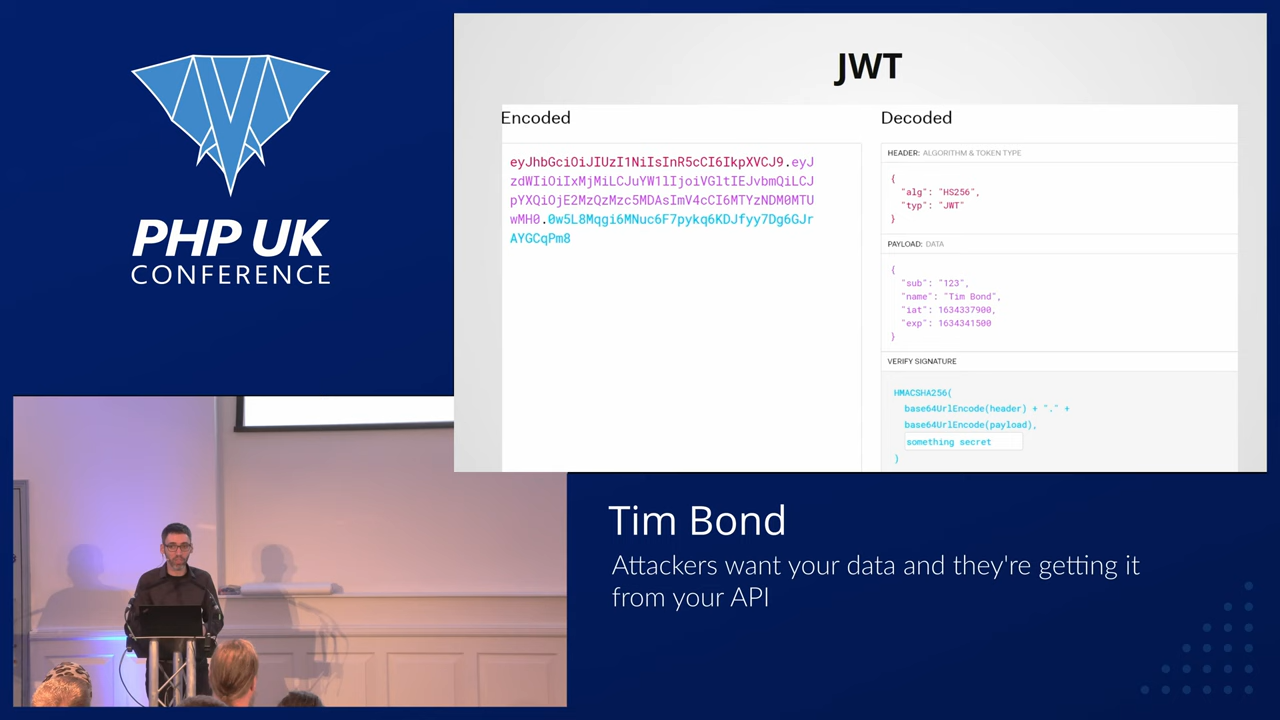 PHP UK
CONFERENCE
JWT
Encoded
eyJhbGciOiJIUzI1NiIsInR5cCI6IkpXVCJ9.eyJ
zdWIiOiIxMjMiLCJuYW1lIjoiVGltIEJvbmQiLCJ
pYXQiOjE2MzQzMzc5MDAsImV4cCI6MTYzNDM0MTU
wMH0.0w5L8Mqgi6MNuc6F7pykq6KDJfyy7Dg6GJr
AYGCqPm8
Decoded
HEADER: ALGORITHM & TOKEN TYPE
{
"alg": "HS256",
"typ": "JWT"
}
PAYLOAD: DATA
{
"sub": "123",
"name": "Tim Bond",
"iat": 1634337900,
"exp": 1634341500
}
VERIFY SIGNATURE
HMACSHA256(
base64UrlEncode(header) + "." +
base64UrlEncode(payload),
something secret
)
Tim Bond
Attackers want your data and they're getting it
from your API